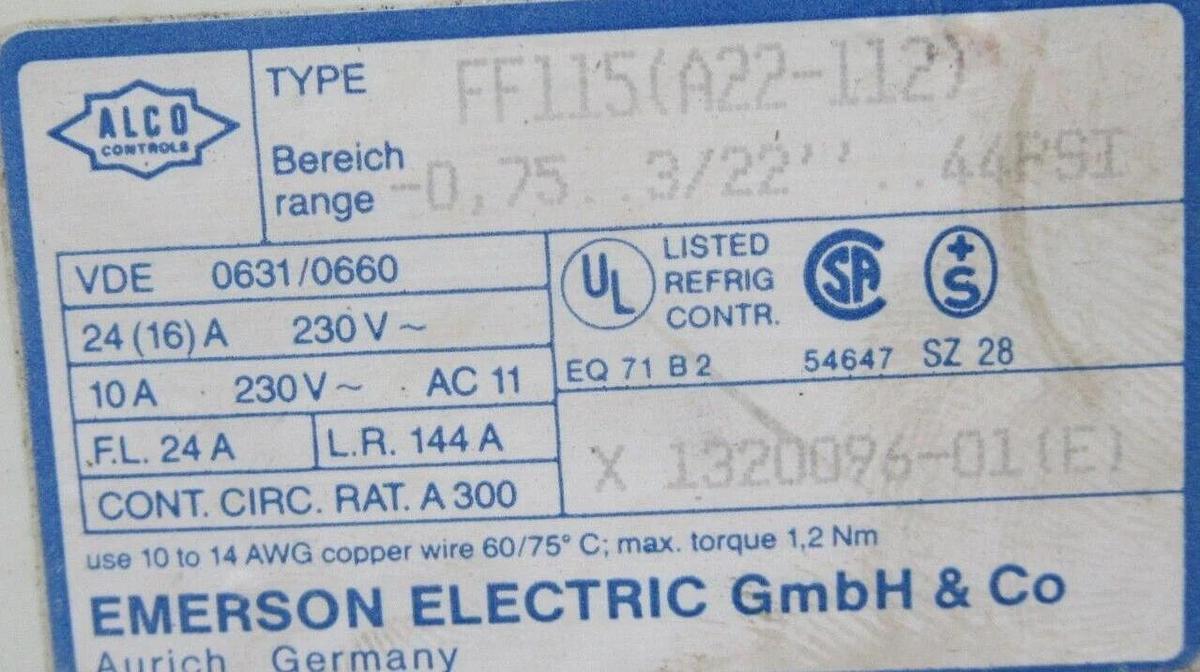 ALCO
CONTROLS
TYPE FF115(A22-112)
Bereich
range -0,75..3/22''..44PSI
VDE 0631/0660
24 (16) A 230 V ~
10 A 230 V ~ AC 11
F.L. 24 A L.R. 144 A
CONT. CIRC. RAT. A 300
UL LISTED
REFRIG
CONTR.
SA +S
EQ 71 B 2 54647 SZ 28
X 1320096-01(E)
use 10 to 14 AWG copper wire 60/75° C; max. torque 1,2 Nm
EMERSON ELECTRIC GmbH & Co
Aurich Germany